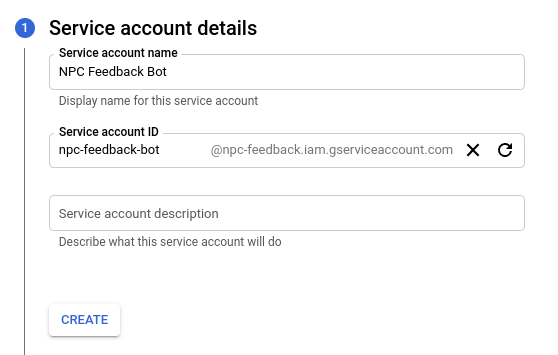 1 Service account details
Service account name
NPC Feedback Bot
Display name for this service account
Service account ID
npc-feedback-bot @npc-feedback.iam.gserviceaccount.com
Service account description
Describe what this service account will do
CREATE